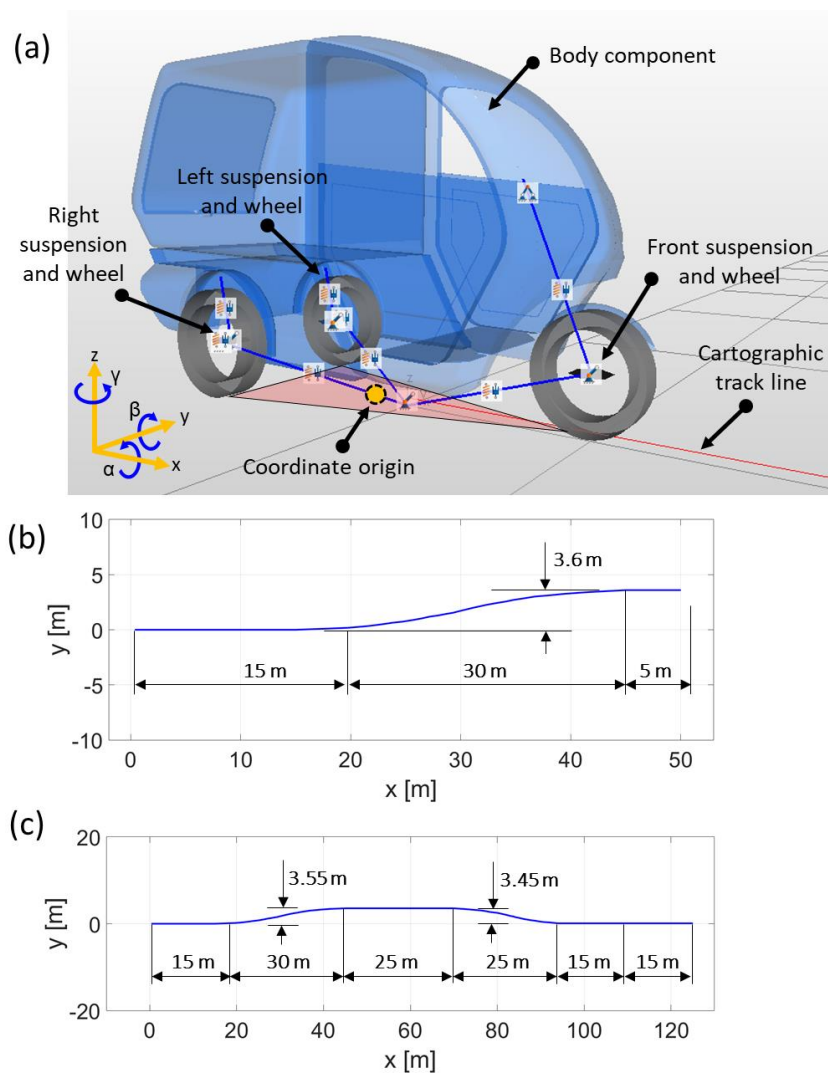 (a)
Body component
Left suspension
and wheel
Right
suspension
and wheel
Front suspension
and wheel
Cartographic
track line
z
γ
β
y
α
x
z
Coordinate origin
(b)
10
5
0
-5
-10
y [m]
3.6 m
15 m
30 m
5 m
0
10
20
30
40
50
x [m]
(c)
20
0
-20
y [m]
3.55 m
3.45 m
15 m
30 m
25 m
25 m
15 m
15 m
0
20
40
60
80
100
120
x [m]